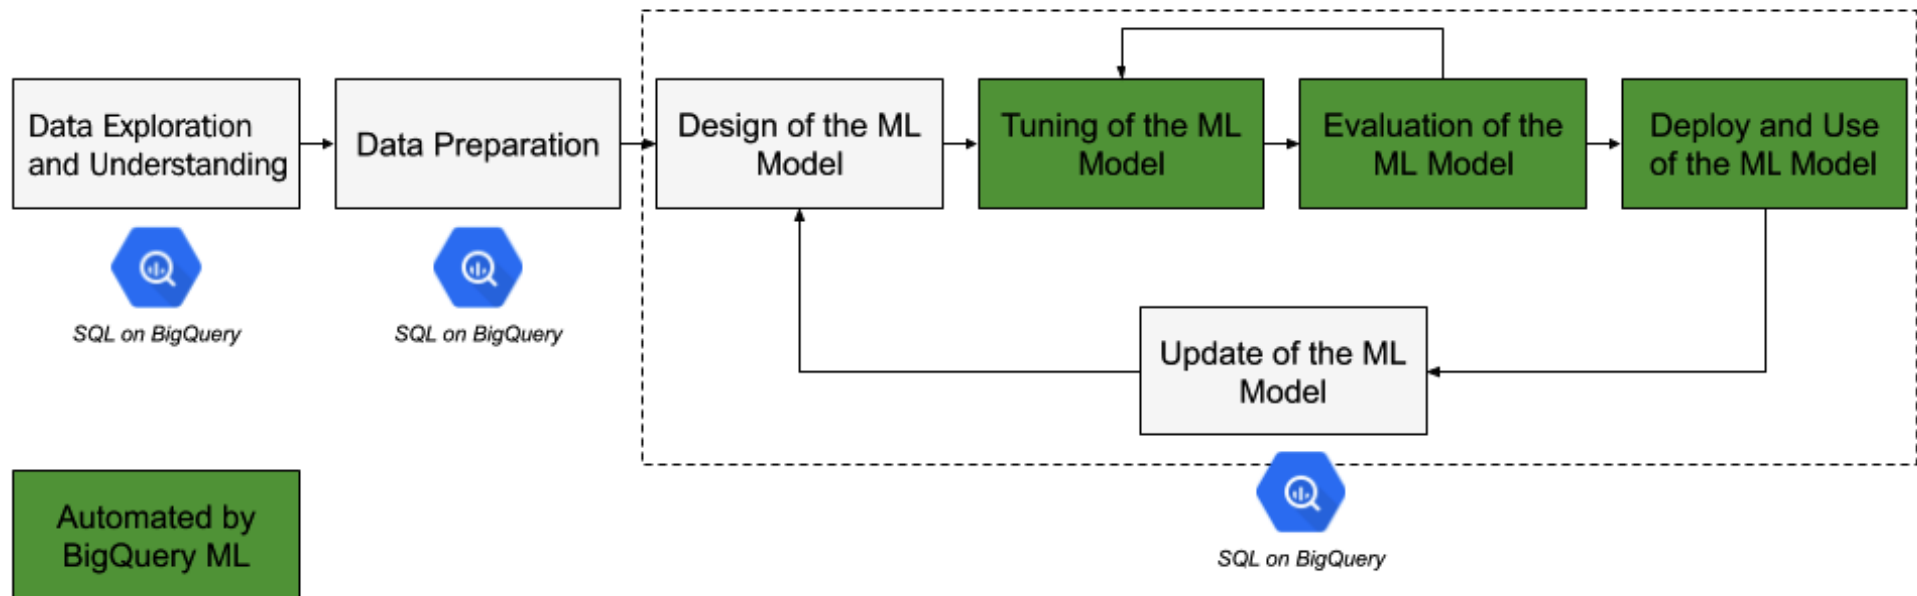 Data Exploration
and Understanding
Data Preparation
Design of the ML
Model
Tuning of the ML
Model
Evaluation of the
ML Model
Deploy and Use
of the ML Model
SQL on BigQuery
SQL on BigQuery
Update of the ML
Model
SQL on BigQuery
Automated by
BigQuery ML